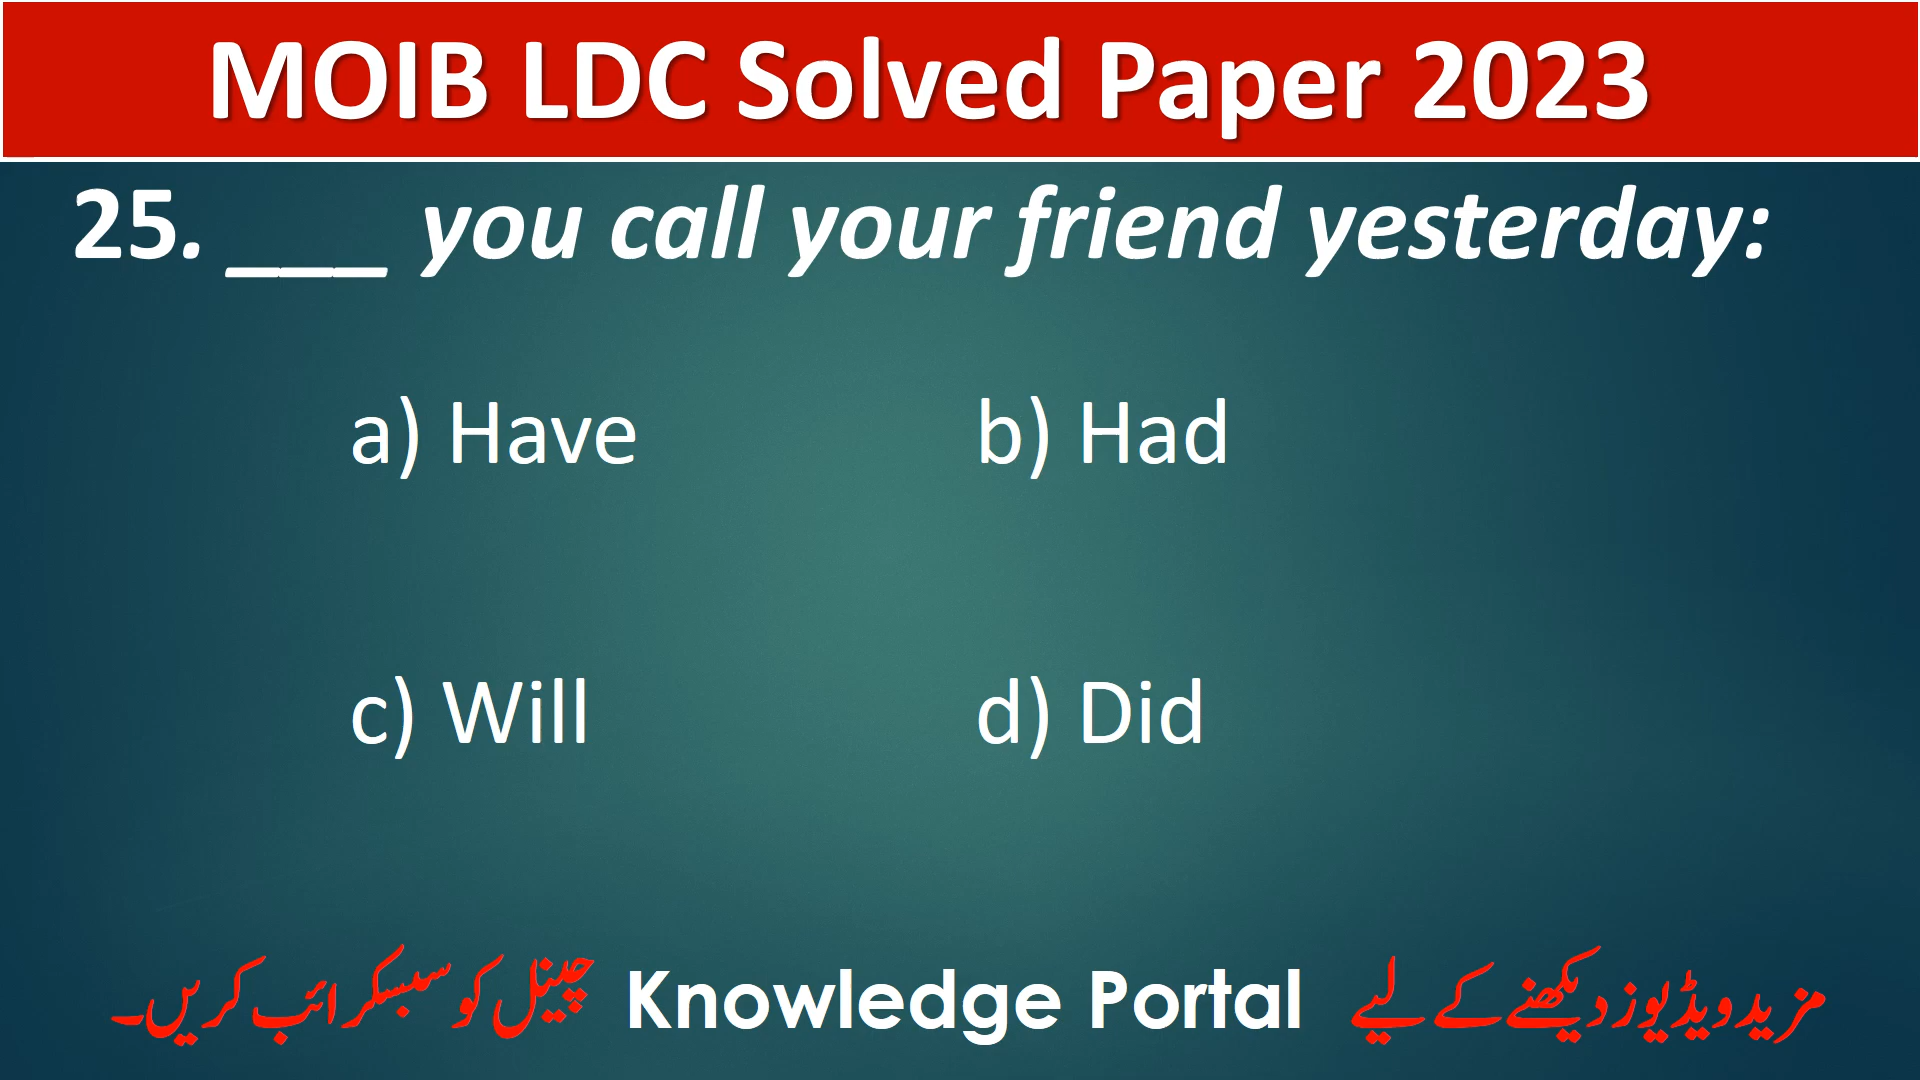 MOIB LDC Solved Paper 2023
25. ___ you call your friend yesterday:
a) Have b) Had
c) Will d) Did
مزید ویڈیوز دیکھنے کے لیے Knowledge Portal چینل کو سبسکرائب کریں۔